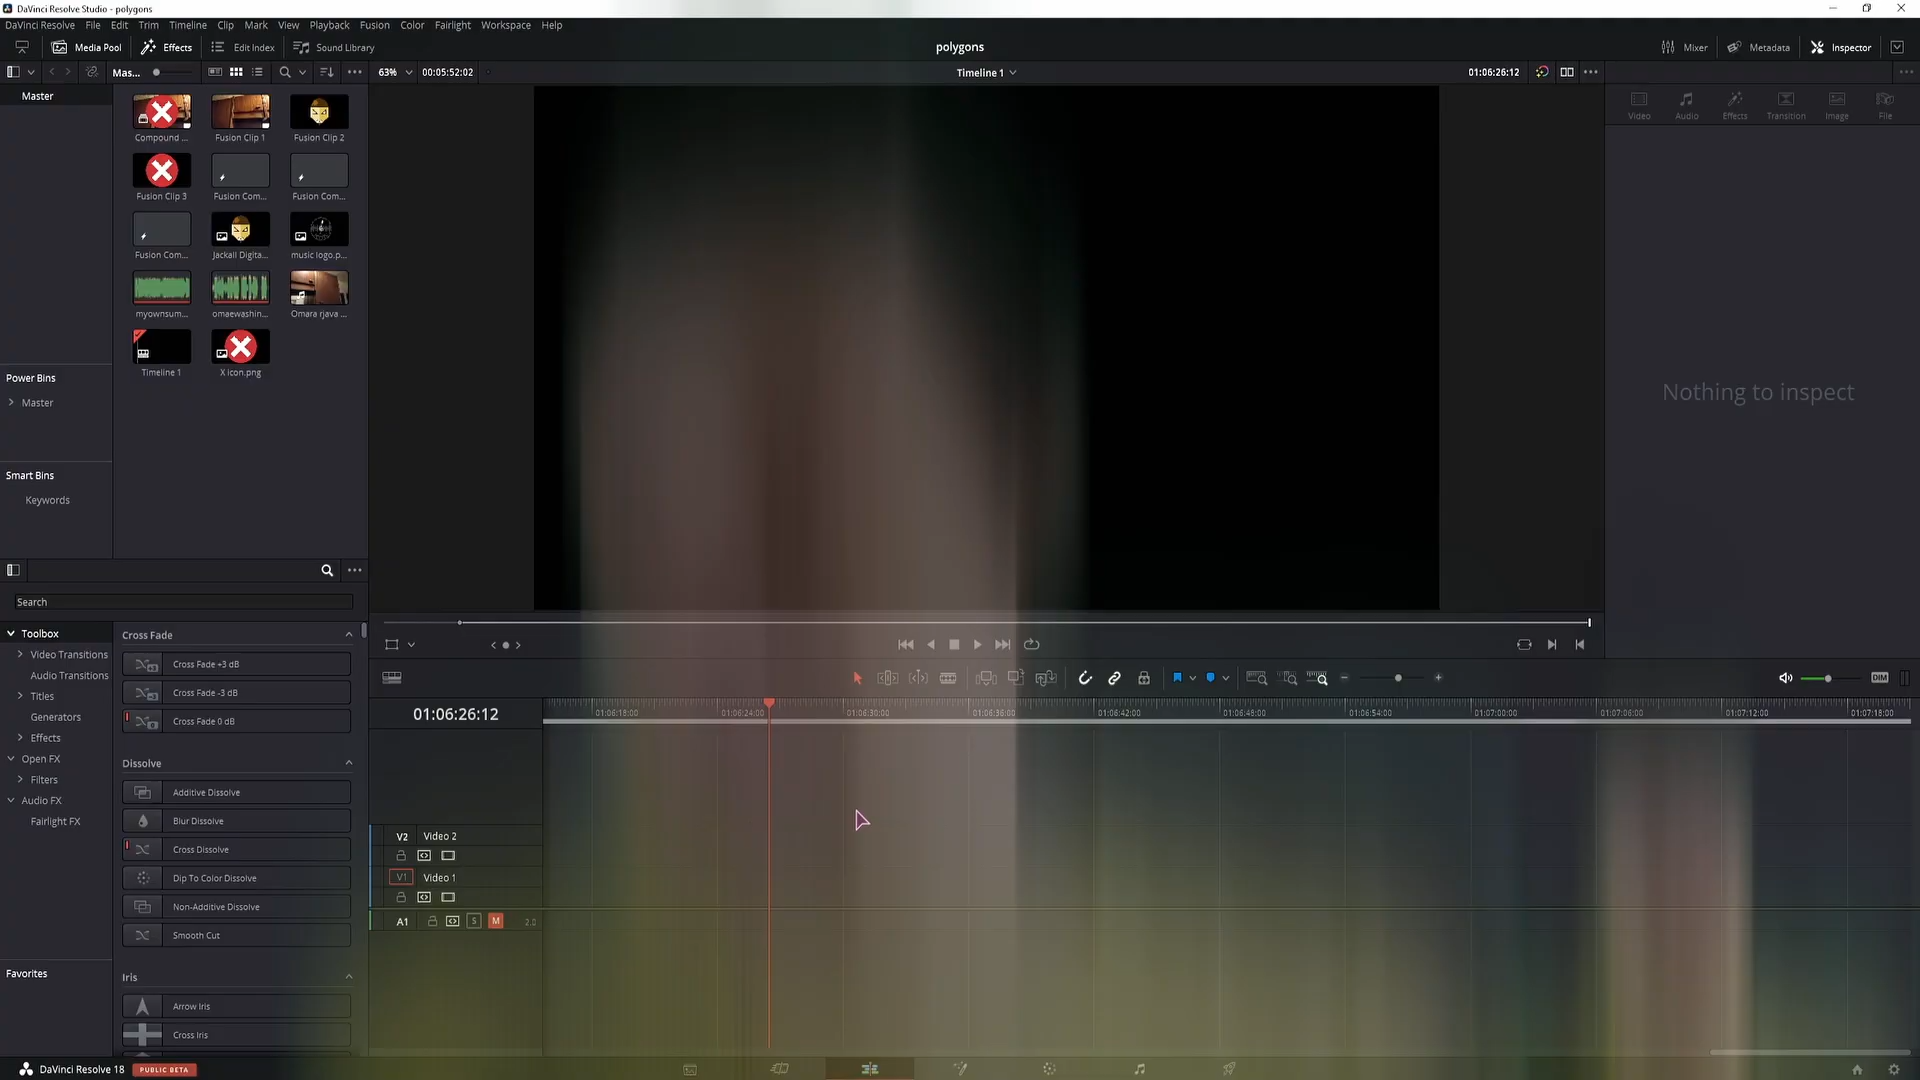 DaVinci Resolve Studio - polygons
DaVinci Resolve File Edit Trim Timeline Clip Mark View Playback Fusion Color Fairlight Workspace Help
Media Pool Effects Edit Index Sound Library polygons Mixer Metadata Inspector
Mas... 63% 00:05:52:02 Timeline 1 01:06:26:12
Master
Compound ... Fusion Clip 1 Fusion Clip 2
Fusion Clip 3 Fusion Com... Fusion Com...
Fusion Com... Jackall Digita... music logo.p...
myownsum... omaewashin... Omara rjava ...
Timeline 1 X icon.png
Video Audio Effects Transition Image File
Nothing to inspect
Power Bins
Master
Smart Bins
Keywords
Search
Toolbox
Video Transitions
Audio Transitions
Titles
Generators
Effects
Open FX
Filters
Audio FX
Fairlight FX
Favorites
Cross Fade
Cross Fade +3 dB
Cross Fade -3 dB
Cross Fade 0 dB
Dissolve
Additive Dissolve
Blur Dissolve
Cross Dissolve
Dip To Color Dissolve
Non-Additive Dissolve
Smooth Cut
Iris
Arrow Iris
Cross Iris
DIM
01:06:26:12
01:06:18:00 01:06:24:00 01:06:30:00 01:06:36:00 01:06:42:00 01:06:48:00 01:06:54:00 01:07:00:00 01:07:06:00 01:07:12:00 01:07:18:00
V2 Video 2
V1 Video 1
A1 S M 2.0
DaVinci Resolve 18 PUBLIC BETA